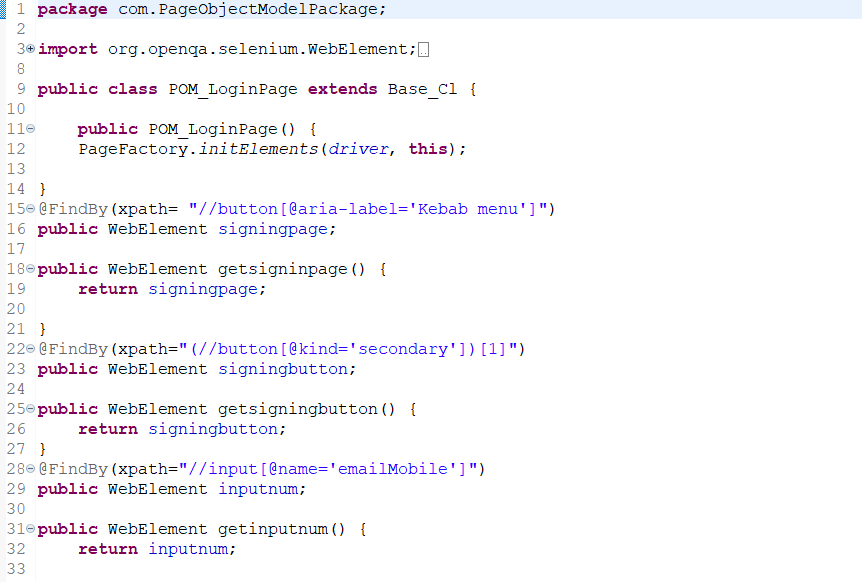 1 package com.PageObjectModelPackage;
2
3 import org.openqa.selenium.WebElement;
8
9 public class POM_LoginPage extends Base_Cl {
10
11     public POM_LoginPage() {
12     PageFactory.initElements(driver, this);
13
14 }
15 @FindBy(xpath= "//button[@aria-label='Kebab menu']")
16 public WebElement signingpage;
17
18 public WebElement getsigninpage() {
19     return signingpage;
20
21 }
22 @FindBy(xpath="(//button[@kind='secondary'])[1]")
23 public WebElement signingbutton;
24
25 public WebElement getsigningbutton() {
26     return signingbutton;
27 }
28 @FindBy(xpath="//input[@name='emailMobile']")
29 public WebElement inputnum;
30
31 public WebElement getinputnum() {
32     return inputnum;
33